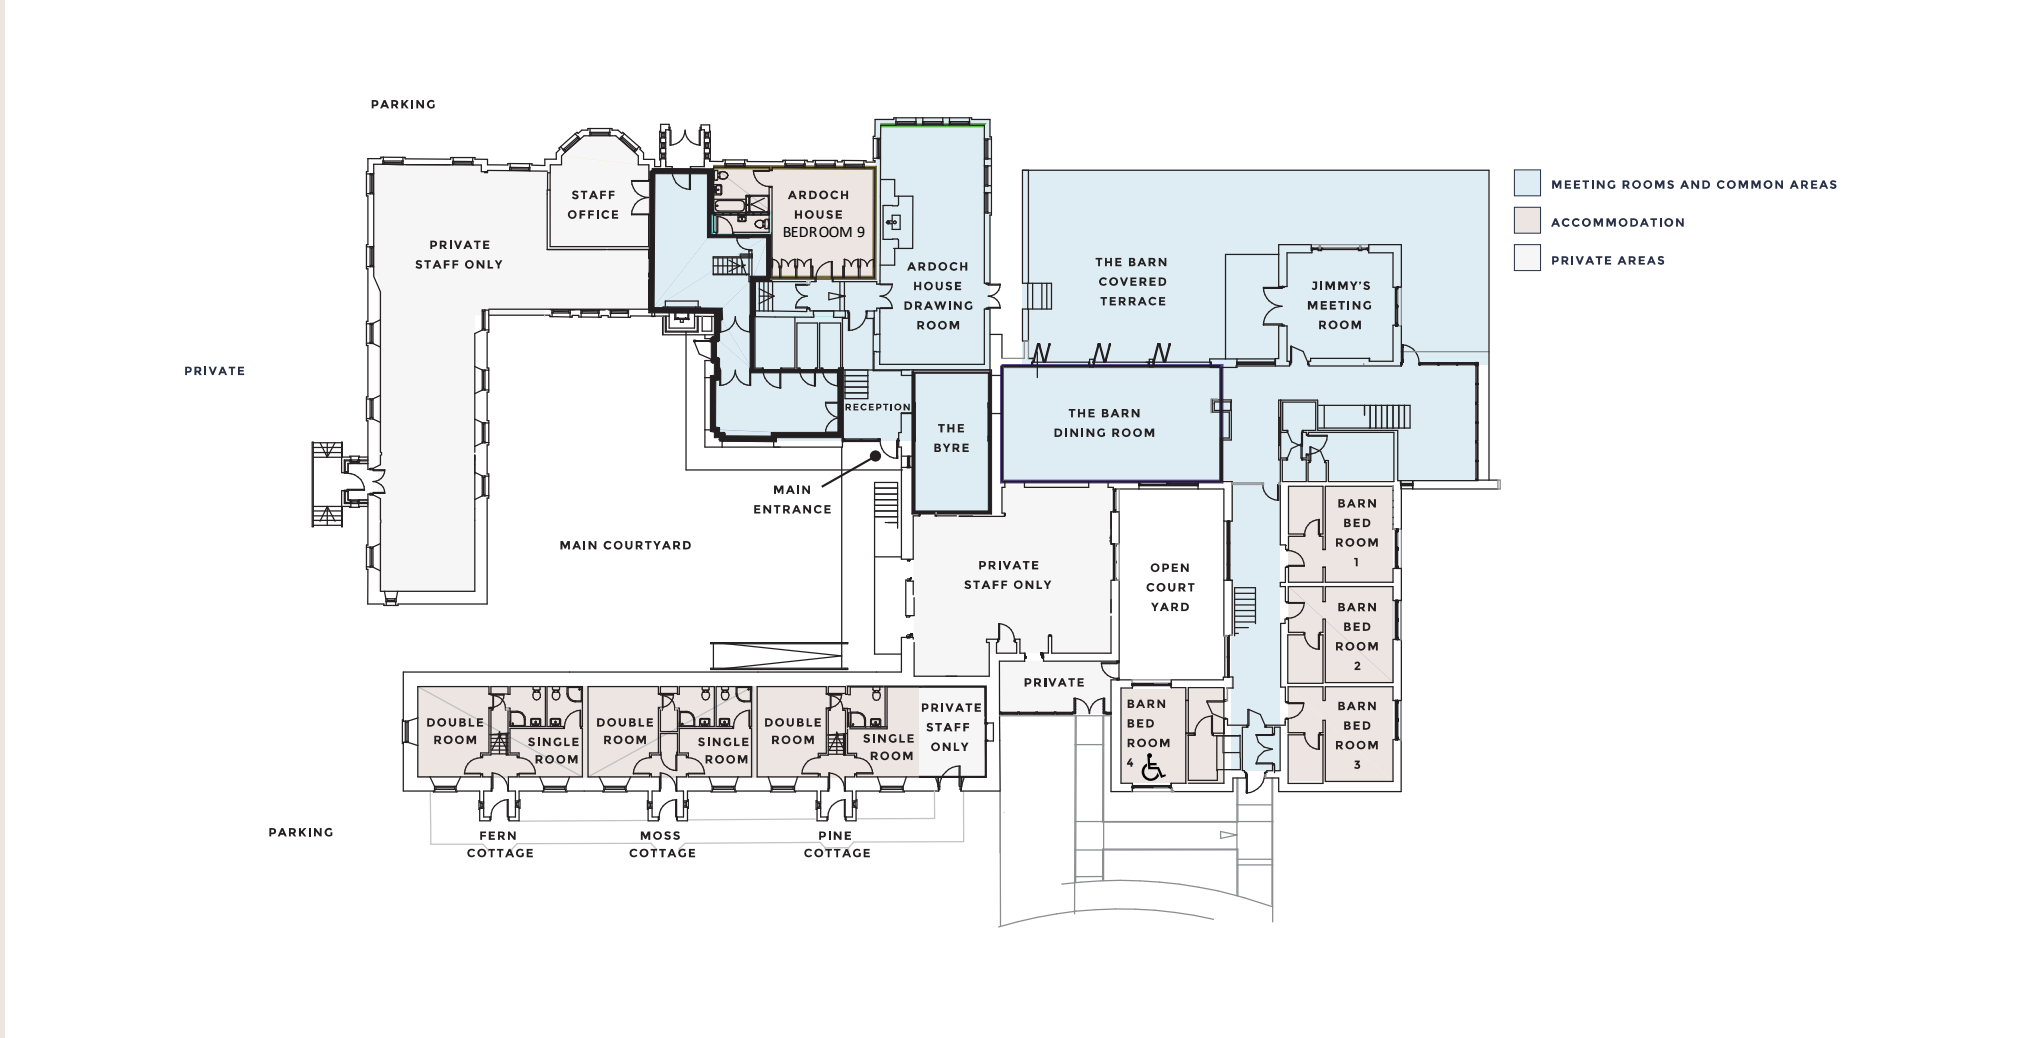 PARKING
STAFF
OFFICE
ARDOCH
HOUSE
BEDROOM 9
PRIVATE
STAFF ONLY
ARDOCH
HOUSE
DRAWING
ROOM
THE BARN
COVERED
TERRACE
JIMMY'S
MEETING
ROOM
MEETING ROOMS AND COMMON AREAS
ACCOMMODATION
PRIVATE AREAS
PRIVATE
RECEPTION
THE
BYRE
THE BARN
DINING ROOM
MAIN
ENTRANCE
MAIN COURTYARD
PRIVATE
STAFF ONLY
OPEN
COURT
YARD
BARN
BED
ROOM
1
BARN
BED
ROOM
2
BARN
BED
ROOM
3
PRIVATE
BARN
BED
ROOM
4
DOUBLE
ROOM
SINGLE
ROOM
DOUBLE
ROOM
SINGLE
ROOM
DOUBLE
ROOM
SINGLE
ROOM
PRIVATE
STAFF
ONLY
PARKING
FERN
COTTAGE
MOSS
COTTAGE
PINE
COTTAGE